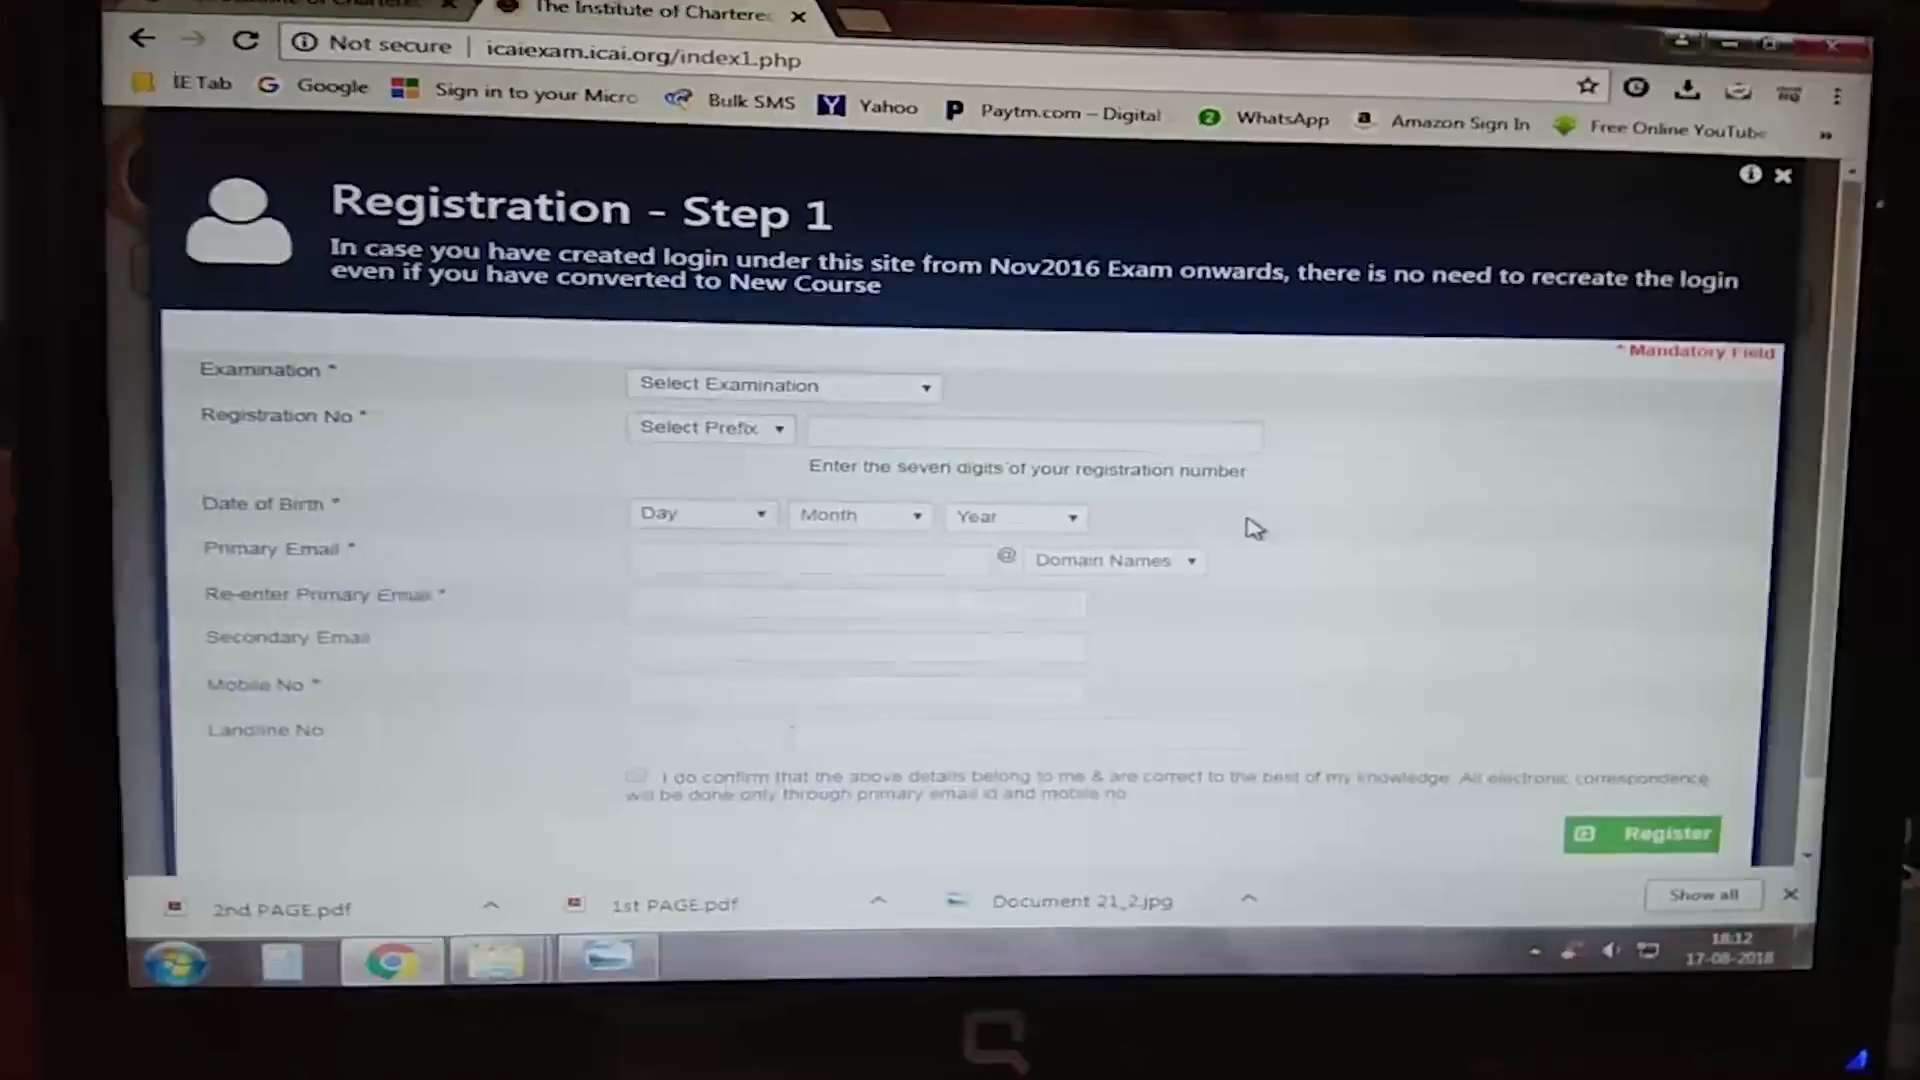 The Institute of Charterec
Not secure | icaiexam.icai.org/index1.php
IE Tab Google Sign in to your Micro Bulk SMS Yahoo Paytm.com – Digital WhatsApp Amazon Sign In Free Online YouTube »
Registration - Step 1
In case you have created login under this site from Nov2016 Exam onwards, there is no need to recreate the login
even if you have converted to New Course
* Mandatory Field
Examination * Select Examination
Registration No * Select Prefix
Enter the seven digits of your registration number
Date of Birth * Day Month Year
Primary Email * @ Domain Names
Re-enter Primary Email *
Secondary Email
Mobile No *
Landline No -
I do confirm that the above details belong to me & are correct to the best of my knowledge. All electronic correspondence
will be done only through primary email id and mobile no
Register
2nd PAGE.pdf 1st PAGE.pdf Document 21_2.jpg Show all
18:12
17-08-2018